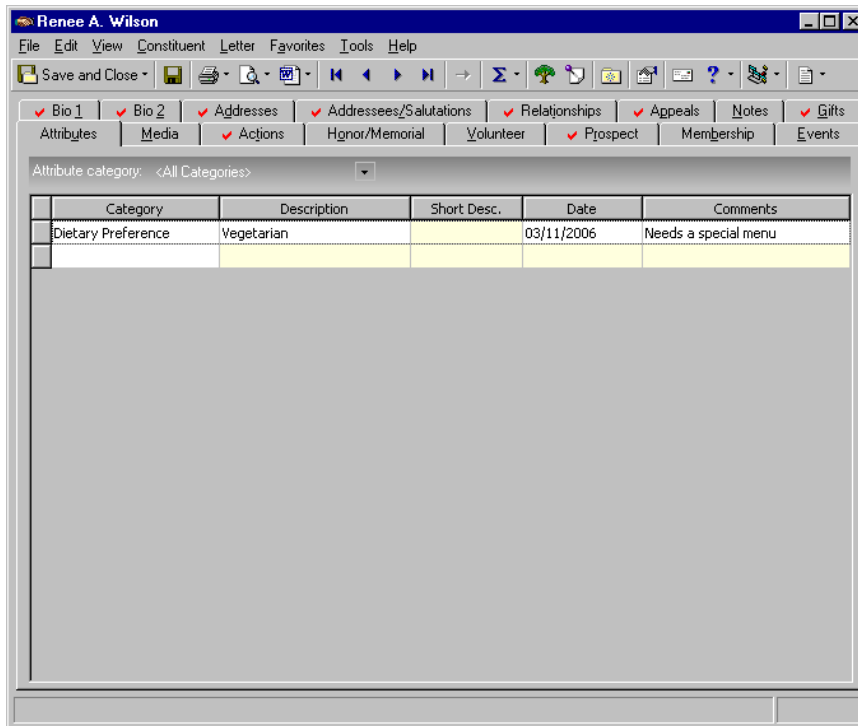 Renee A. Wilson
File Edit View Constituent Letter Favorites Tools Help
Save and Close
Bio 1 Bio 2 Addresses Addressees/Salutations Relationships Appeals Notes Gifts
Attributes Media Actions Honor/Memorial Volunteer Prospect Membership Events
Attribute category: <All Categories>
Category Description Short Desc. Date Comments
Dietary Preference Vegetarian 03/11/2006 Needs a special menu